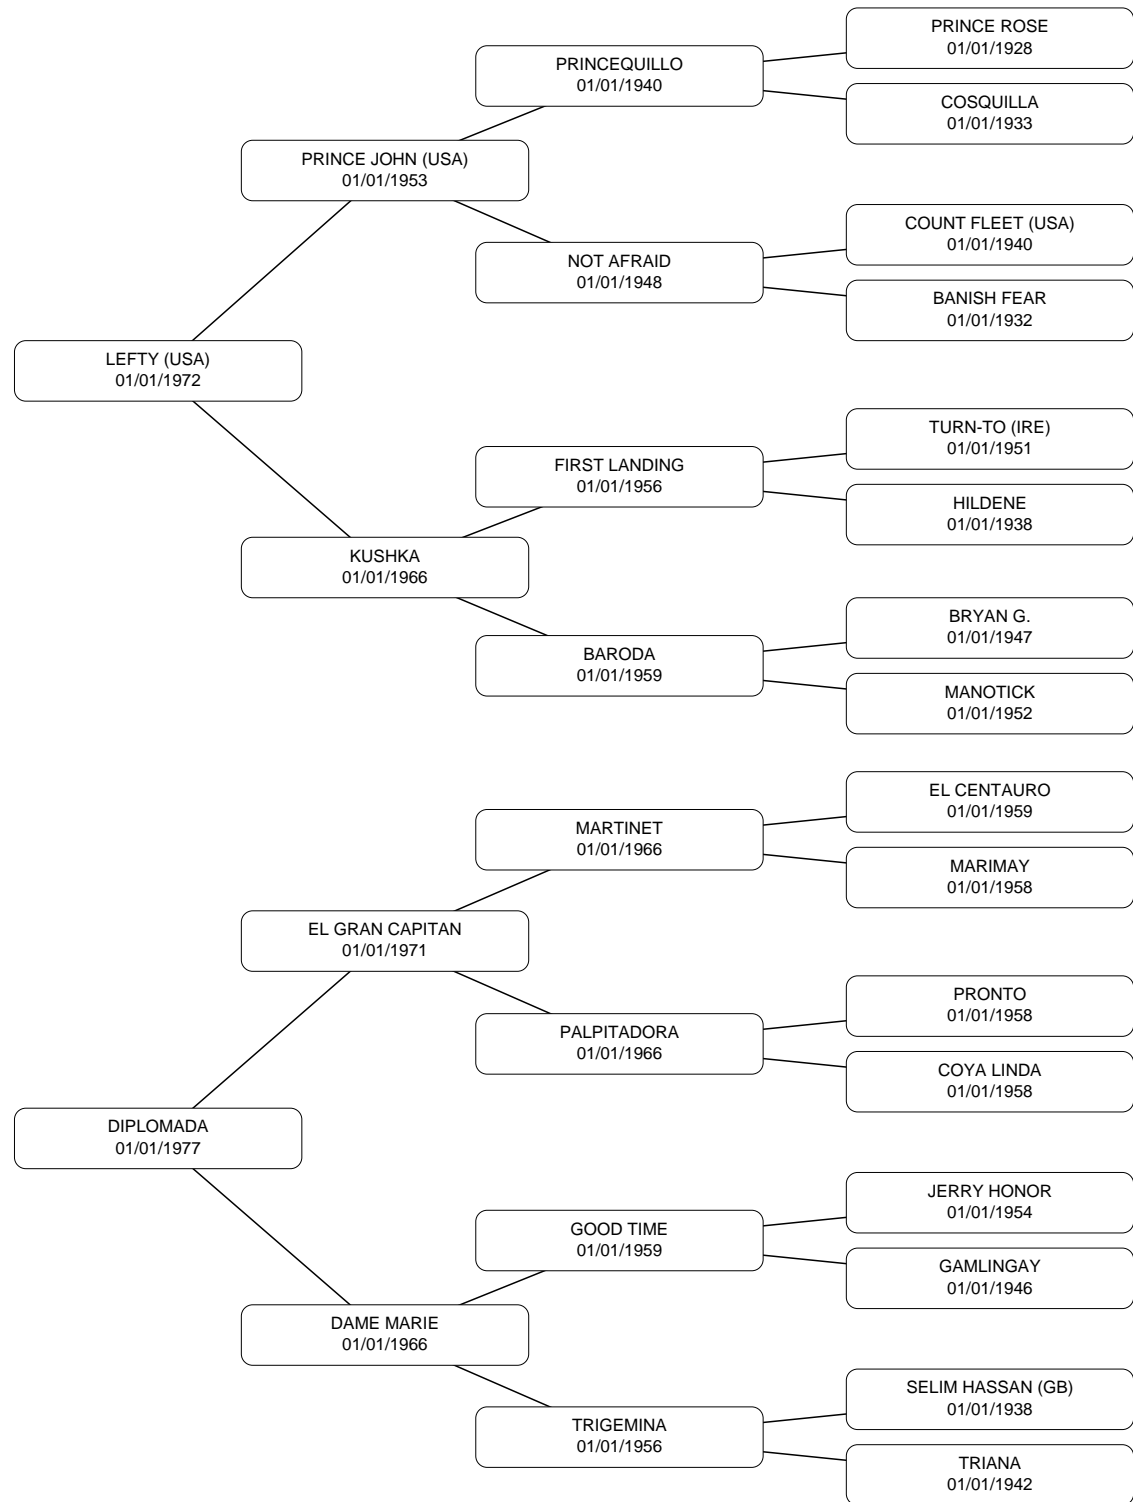 PRINCE ROSE
01/01/1928
PRINCEQUILLO
01/01/1940
COSQUILLA
01/01/1933
PRINCE JOHN (USA)
01/01/1953
COUNT FLEET (USA)
01/01/1940
NOT AFRAID
01/01/1948
BANISH FEAR
01/01/1932
LEFTY (USA)
01/01/1972
TURN-TO (IRE)
01/01/1951
FIRST LANDING
01/01/1956
HILDENE
01/01/1938
KUSHKA
01/01/1966
BRYAN G.
01/01/1947
BARODA
01/01/1959
MANOTICK
01/01/1952
EL CENTAURO
01/01/1959
MARTINET
01/01/1966
MARIMAY
01/01/1958
EL GRAN CAPITAN
01/01/1971
PRONTO
01/01/1958
PALPITADORA
01/01/1966
COYA LINDA
01/01/1958
DIPLOMADA
01/01/1977
JERRY HONOR
01/01/1954
GOOD TIME
01/01/1959
GAMLINGAY
01/01/1946
DAME MARIE
01/01/1966
SELIM HASSAN (GB)
01/01/1938
TRIGEMINA
01/01/1956
TRIANA
01/01/1942